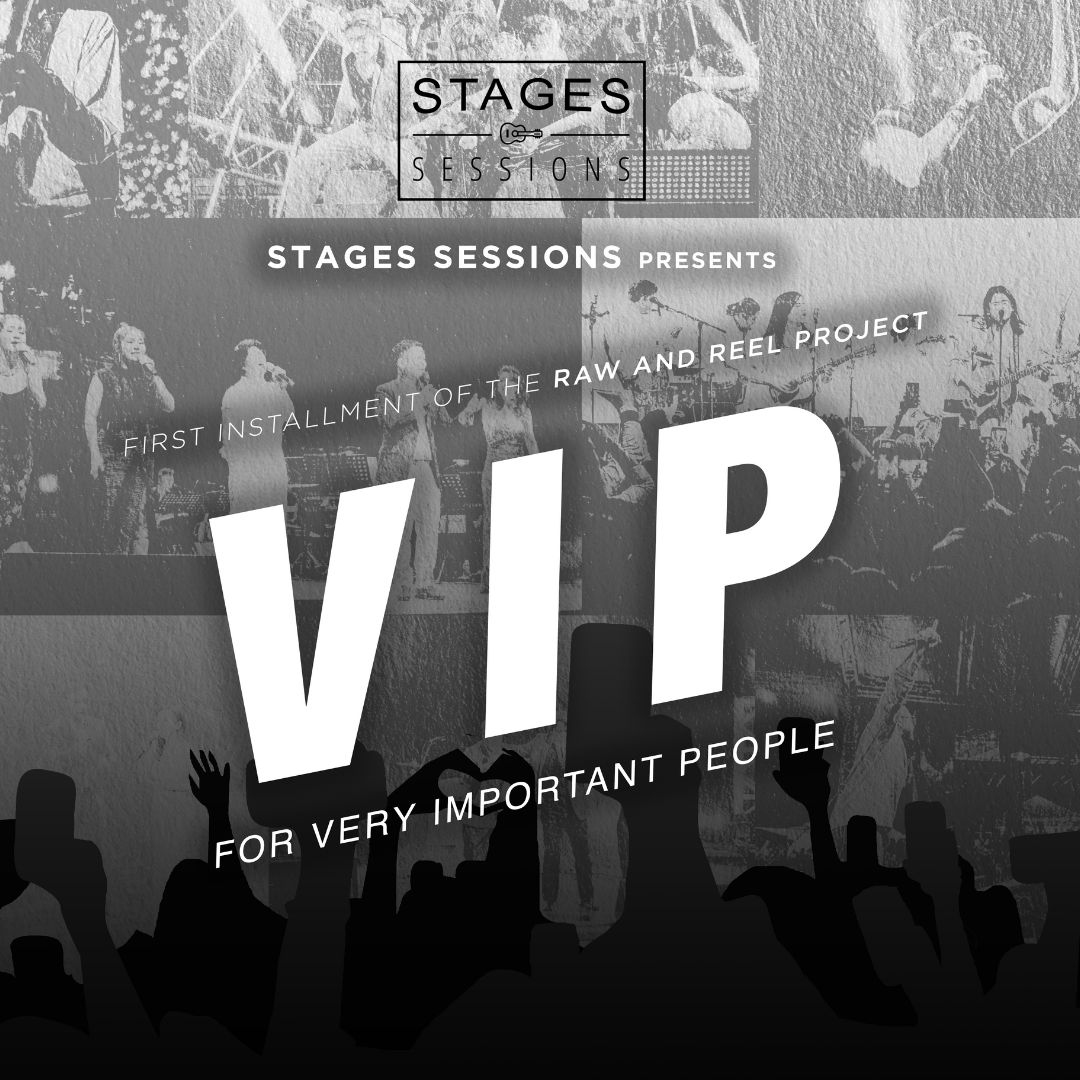 STAGES
SESSIONS
STAGES SESSIONS PRESENTS
FIRST INSTALLMENT OF THE RAW AND REEL PROJECT
VIP
FOR VERY IMPORTANT PEOPLE